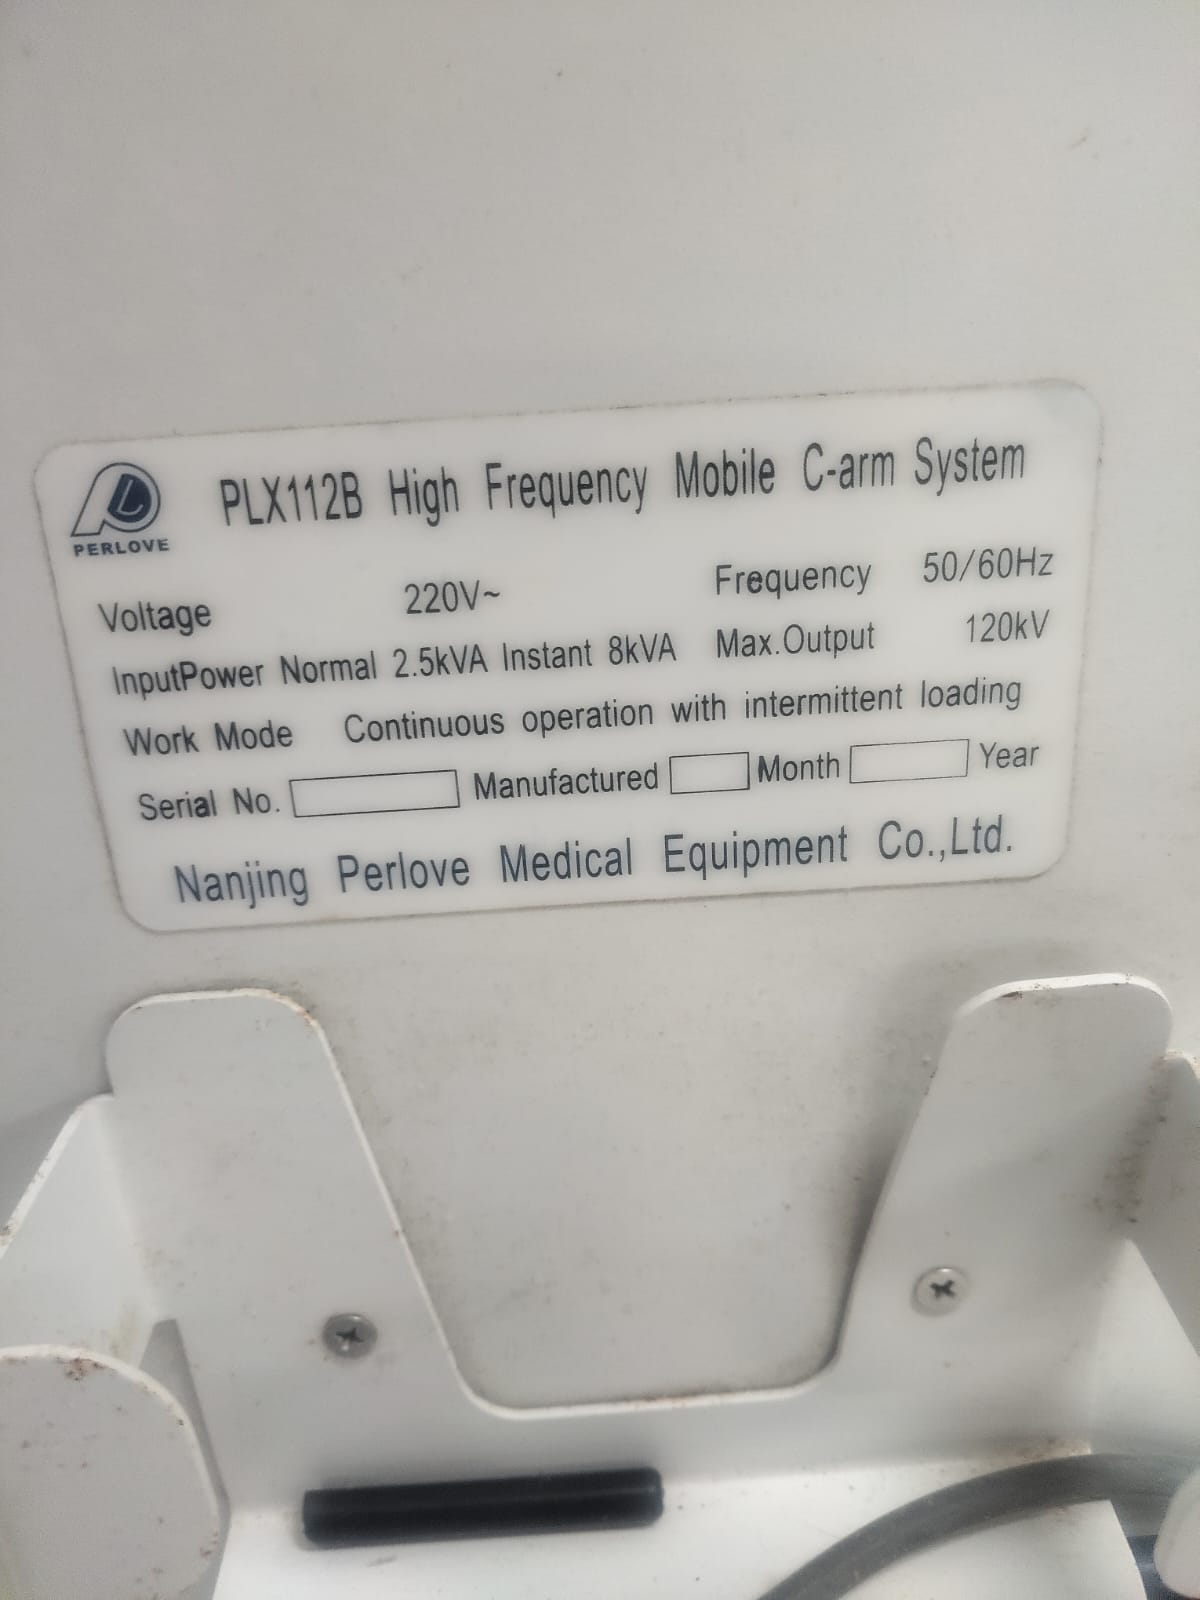 PERLOVE
PLX112B High Frequency Mobile C-arm System
Voltage 220V~ Frequency 50/60Hz
InputPower Normal 2.5kVA Instant 8kVA Max.Output 120kV
Work Mode Continuous operation with intermittent loading
Serial No. Manufactured Month Year
Nanjing Perlove Medical Equipment Co.,Ltd.